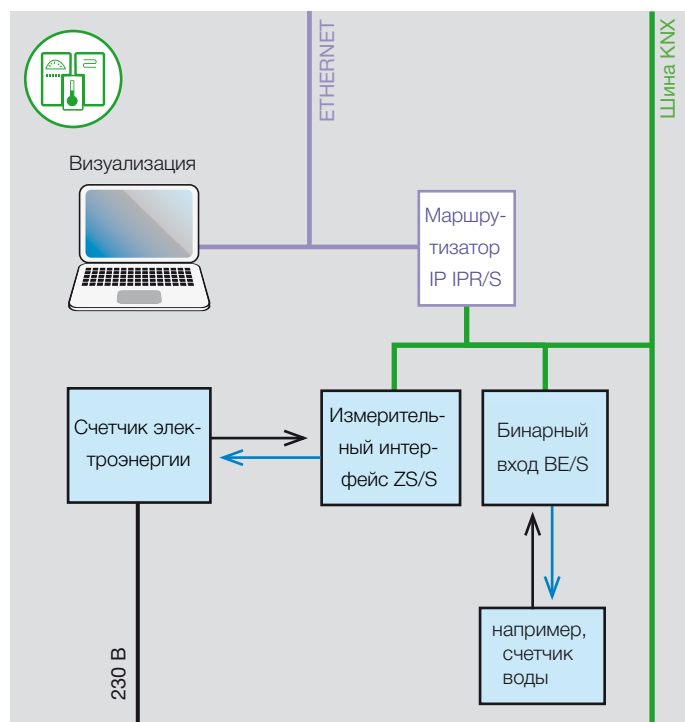 ETHERNET
Шина KNX
Визуализация
Маршру-
тизатор
IP IPR/S
Счетчик элек-
троэнергии
Измеритель-
ный интер-
фейс ZS/S
Бинарный
вход BE/S
например,
счетчик
воды
230 В